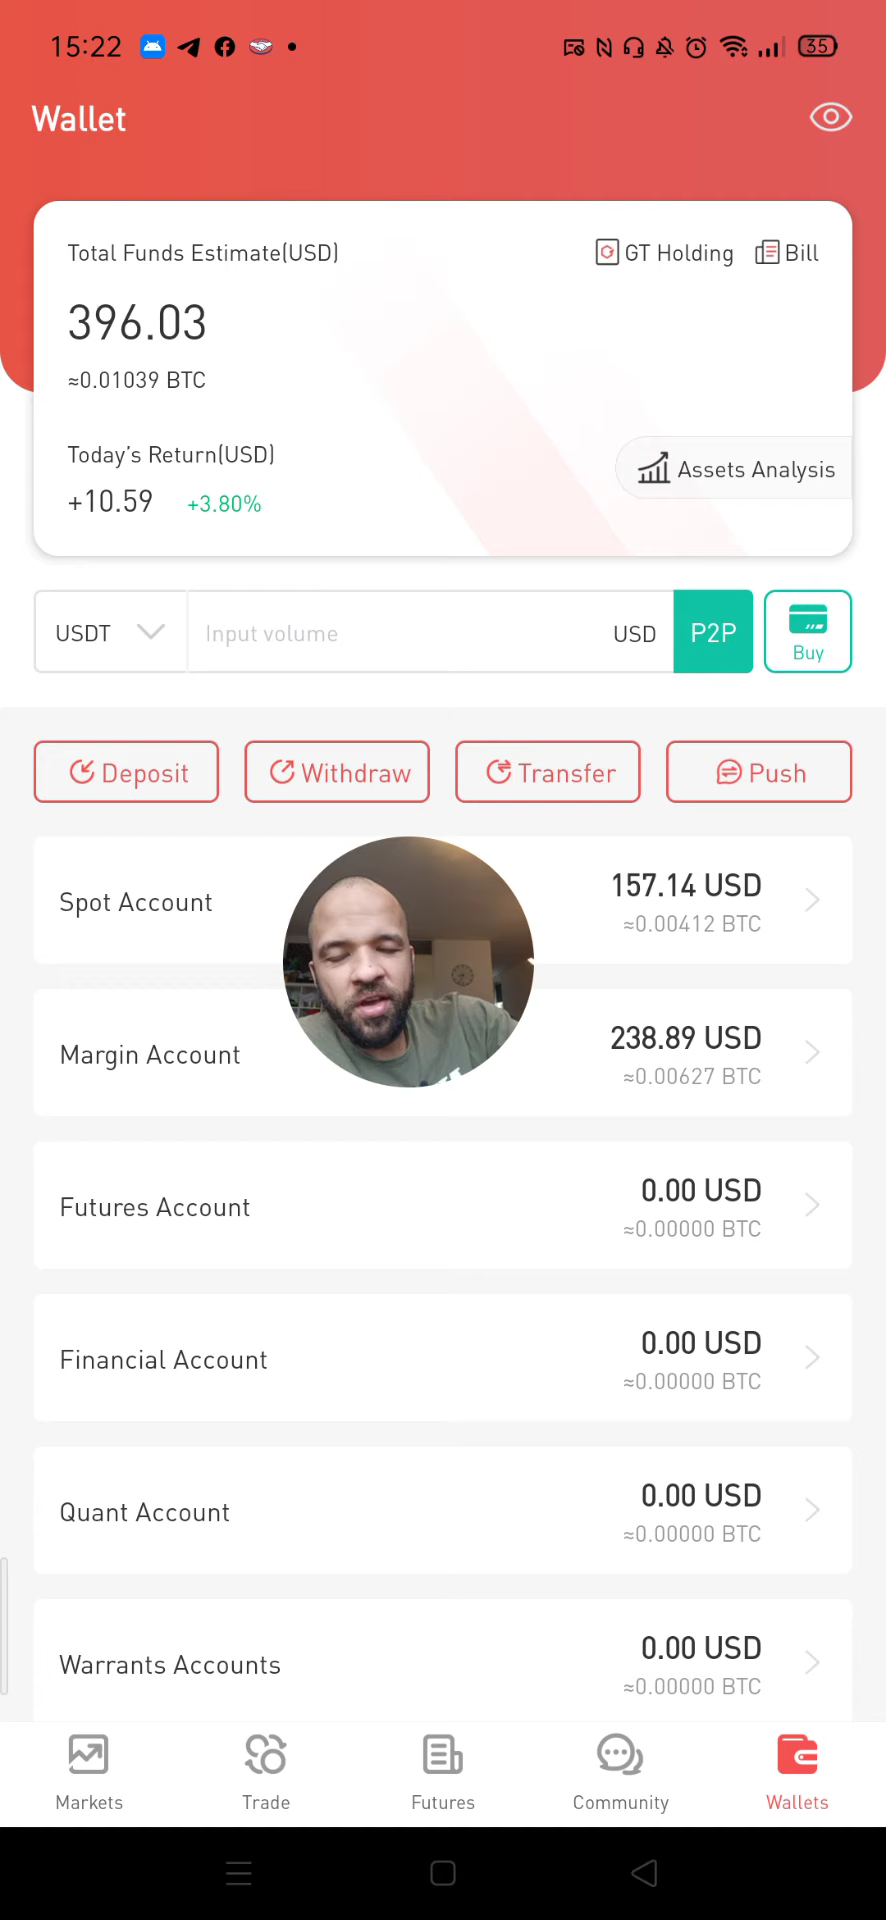 15:22
35
Wallet
Total Funds Estimate(USD)
GT Holding
Bill
396.03
≈0.01039 BTC
Today's Return(USD)
Assets Analysis
+10.59 +3.80%
USDT
Input volume
USD
P2P
Buy
Deposit
Withdraw
Transfer
Push
Spot Account
157.14 USD
≈0.00412 BTC
Margin Account
238.89 USD
≈0.00627 BTC
Futures Account
0.00 USD
≈0.00000 BTC
Financial Account
0.00 USD
≈0.00000 BTC
Quant Account
0.00 USD
≈0.00000 BTC
Warrants Accounts
0.00 USD
≈0.00000 BTC
Markets
Trade
Futures
Community
Wallets